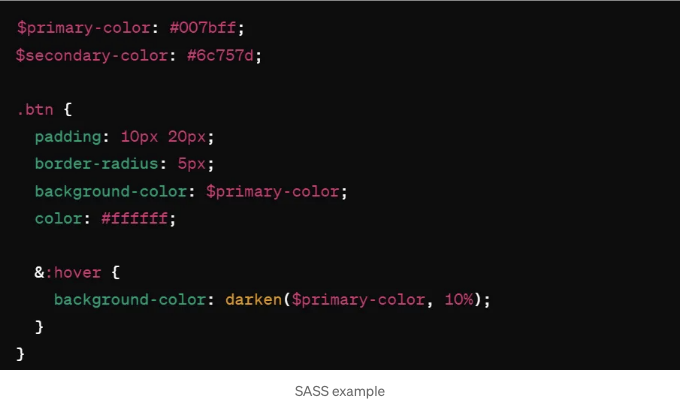 $primary-color: #007bff;
$secondary-color: #6c757d;
.btn {
padding: 10px 20px;
border-radius: 5px;
background-color: $primary-color;
color: #ffffff;
&:hover {
background-color: darken($primary-color, 10%);
}
}
SASS example